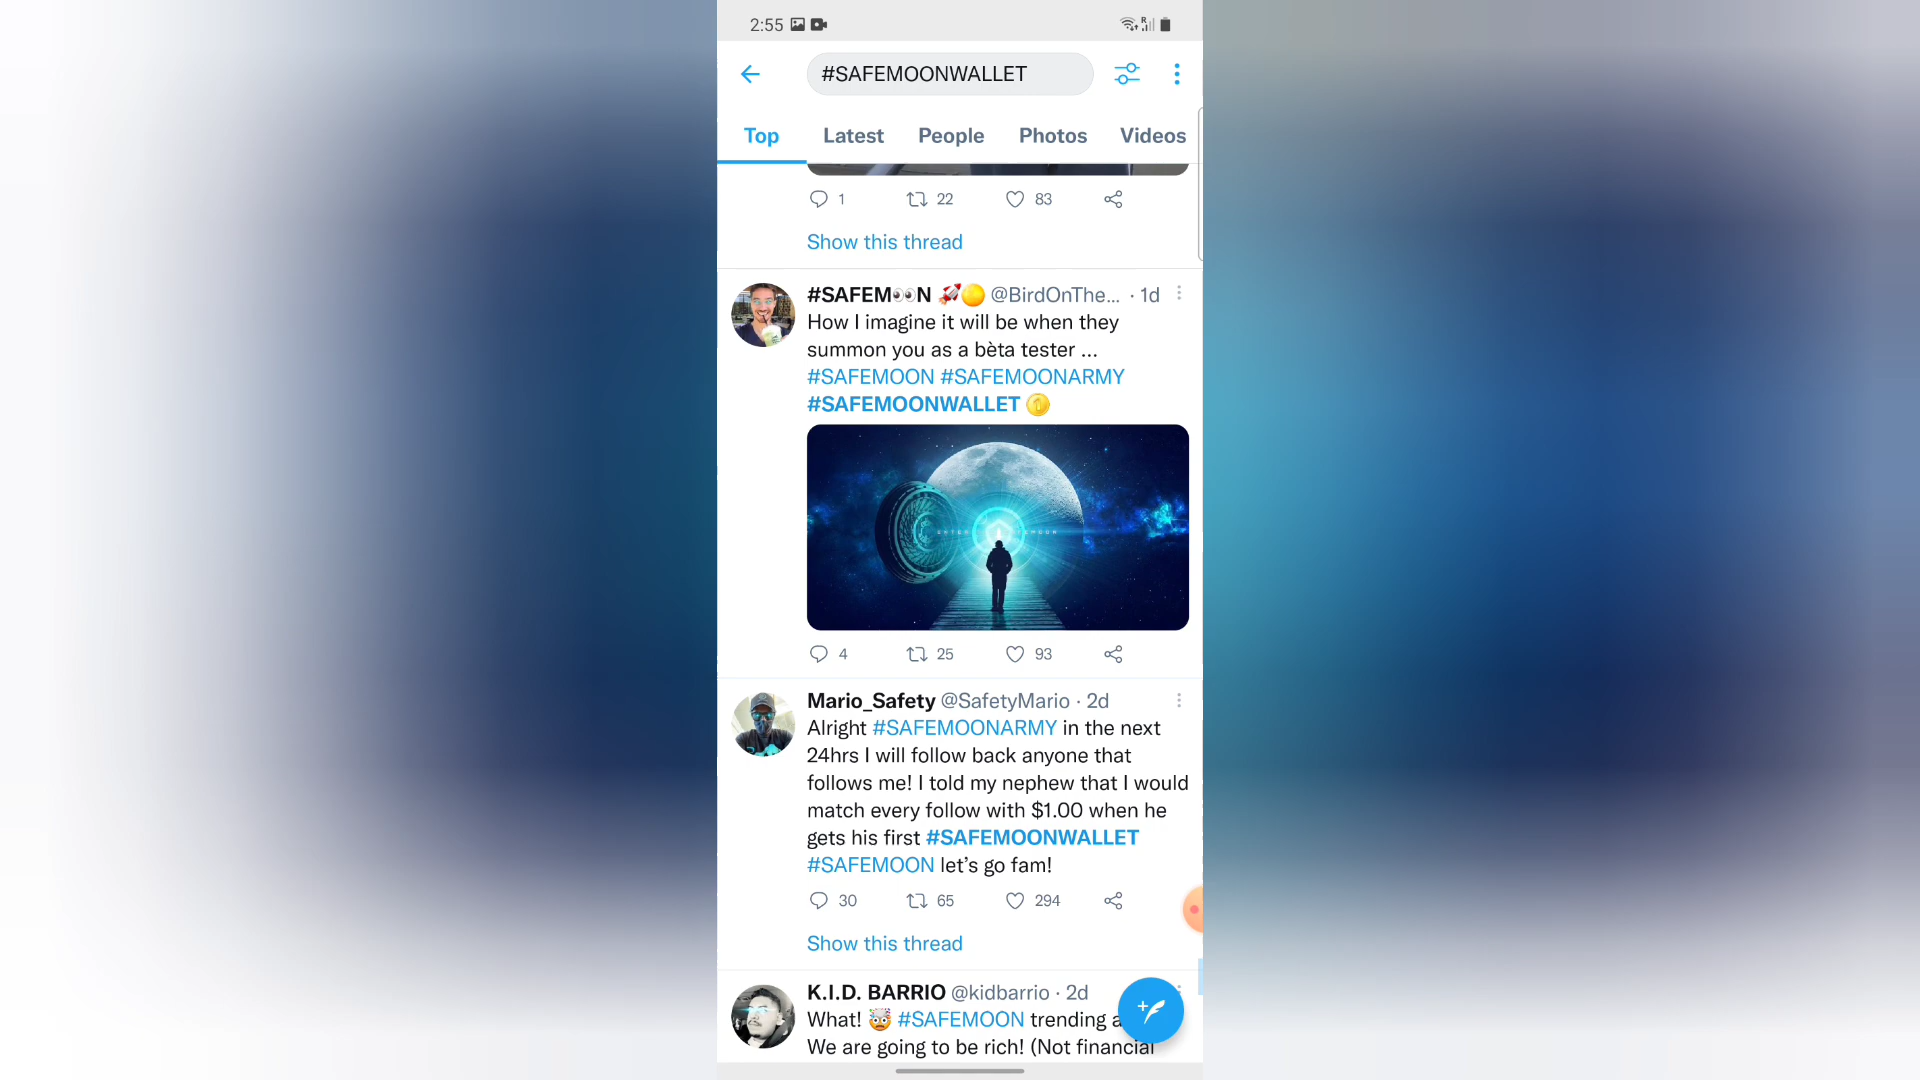 2:55
#SAFEMOONWALLET
Top Latest People Photos Videos
1 22 83
Show this thread
#SAFEM👀N 🚀🌕 @BirdOnThe... · 1d
How I imagine it will be when they
summon you as a bèta tester ...
#SAFEMOON #SAFEMOONARMY
#SAFEMOONWALLET
4 25 93
Mario_Safety @SafetyMario · 2d
Alright #SAFEMOONARMY in the next
24hrs I will follow back anyone that
follows me! I told my nephew that I would
match every follow with $1.00 when he
gets his first #SAFEMOONWALLET
#SAFEMOON let's go fam!
30 65 294
Show this thread
K.I.D. BARRIO @kidbarrio · 2d
What! 🤯 #SAFEMOON trending
We are going to be rich! (Not financial